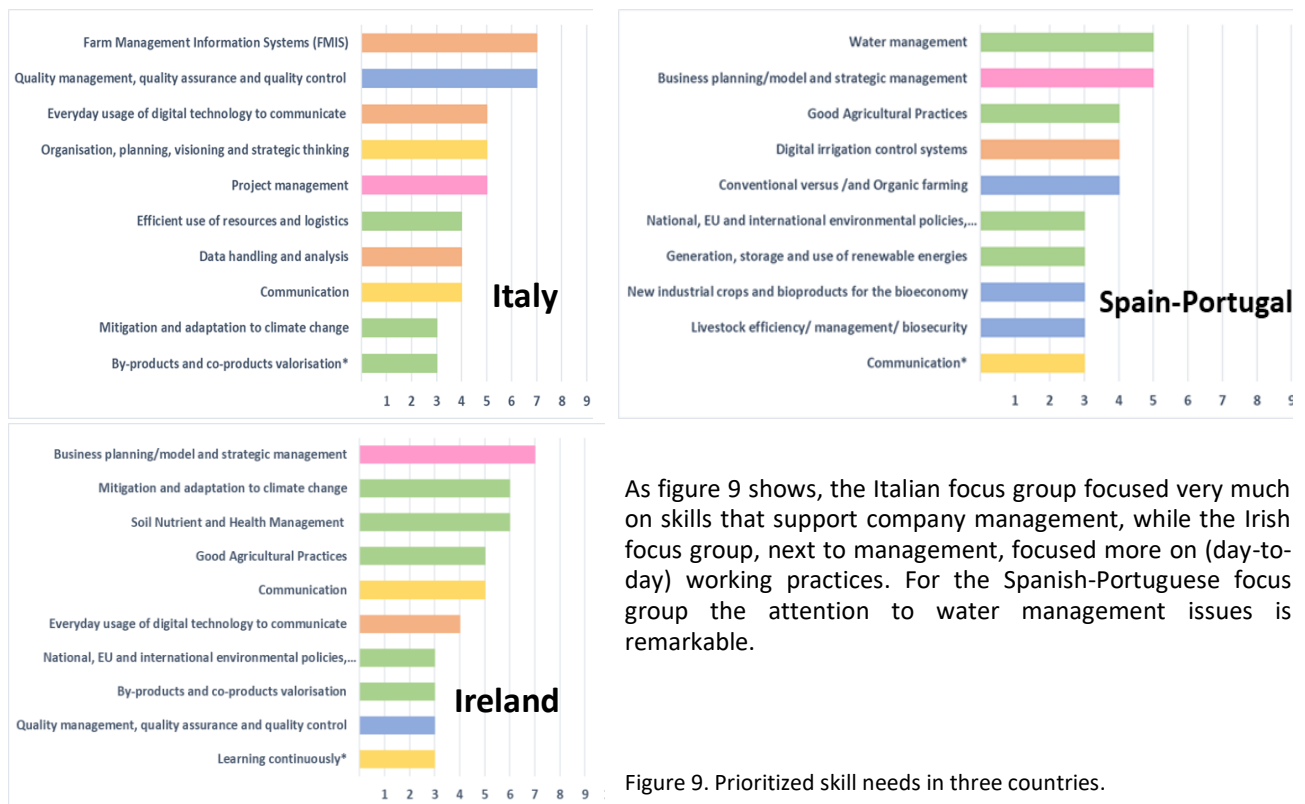 Farm Management Information Systems (FMIS)
Quality management, quality assurance and quality control
Everyday usage of digital technology to communicate
Organisation, planning, visioning and strategic thinking
Project management
Efficient use of resources and logistics
Data handling and analysis
Communication
Mitigation and adaptation to climate change
By-products and co-products valorisation*
Italy
1 2 3 4 5 6 7 8 9
Water management
Business planning/model and strategic management
Good Agricultural Practices
Digital irrigation control systems
Conventional versus /and Organic farming
National, EU and international environmental policies,...
Generation, storage and use of renewable energies
New industrial crops and bioproducts for the bioeconomy
Livestock efficiency/ management/ biosecurity
Communication*
Spain-Portugal
1 2 3 4 5 6 7 8 9
Business planning/model and strategic management
Mitigation and adaptation to climate change
Soil Nutrient and Health Management
Good Agricultural Practices
Communication
Everyday usage of digital technology to communicate
National, EU and international environmental policies,...
By-products and co-products valorisation
Quality management, quality assurance and quality control
Learning continuously*
Ireland
1 2 3 4 5 6 7 8 9
As figure 9 shows, the Italian focus group focused very much
on skills that support company management, while the Irish
focus group, next to management, focused more on (day-to-
day) working practices. For the Spanish-Portuguese focus
group the attention to water management issues is
remarkable.
Figure 9. Prioritized skill needs in three countries.